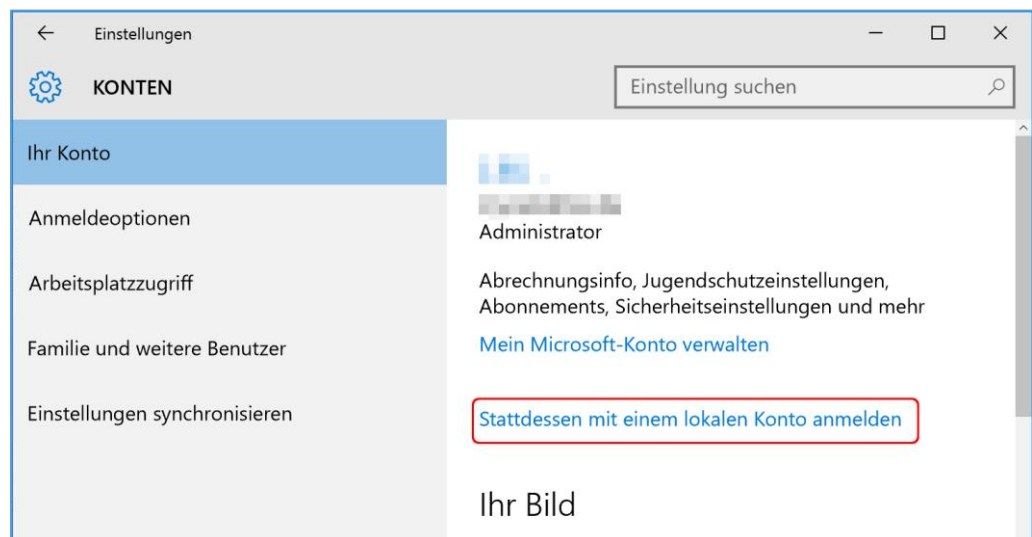 Einstellungen
KONTEN
Einstellung suchen
Ihr Konto
Anmeldeoptionen
Arbeitsplatzzugriff
Familie und weitere Benutzer
Einstellungen synchronisieren
Administrator
Abrechnungsinfo, Jugendschutzeinstellungen,
Abonnements, Sicherheitseinstellungen und mehr
Mein Microsoft-Konto verwalten
Stattdessen mit einem lokalen Konto anmelden
Ihr Bild